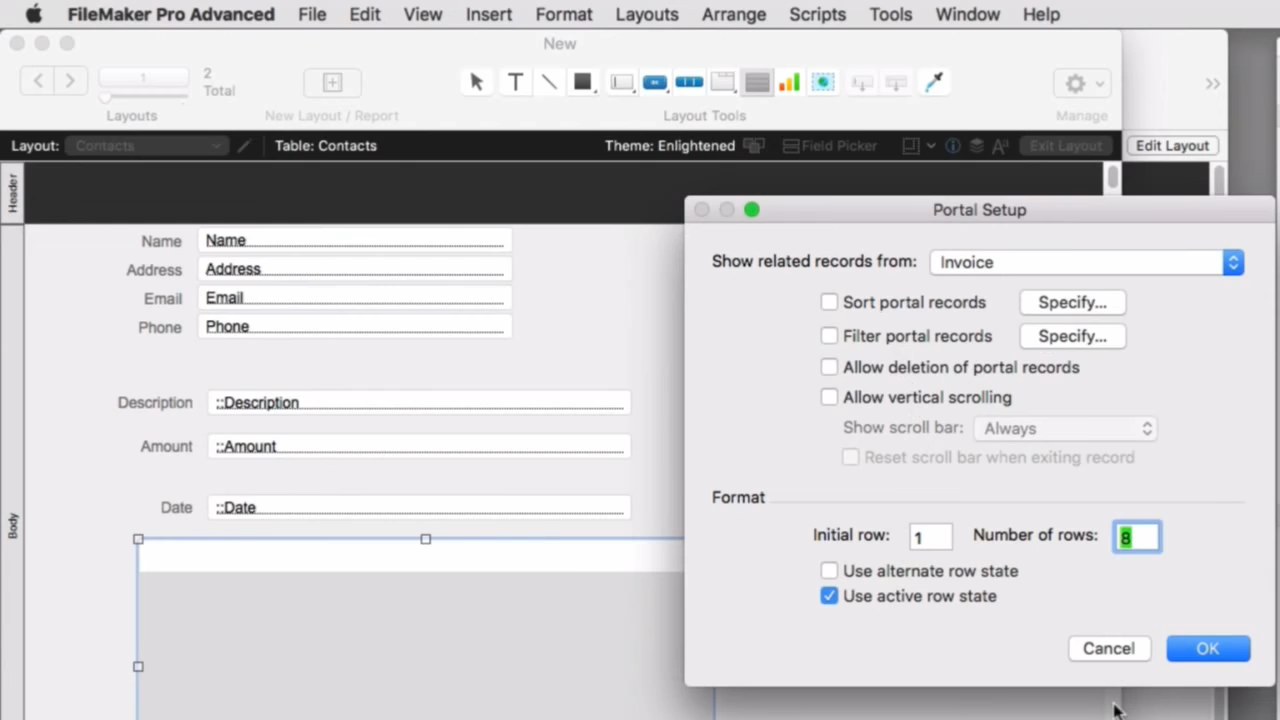 FileMaker Pro Advanced File Edit View Insert Format Layouts Arrange Scripts Tools Window Help
New
1
2
Total
Layouts
New Layout / Report
Layout Tools
Manage
Layout: Contacts Table: Contacts Theme: Enlightened Field Picker Exit Layout Edit Layout
Header
Name Name
Address Address
Email Email
Phone Phone
Description ::Description
Amount ::Amount
Date ::Date
Body
Portal Setup
Show related records from: Invoice
Sort portal records Specify...
Filter portal records Specify...
Allow deletion of portal records
Allow vertical scrolling
Show scroll bar: Always
Reset scroll bar when exiting record
Format
Initial row: 1 Number of rows: 8
Use alternate row state
Use active row state
Cancel OK